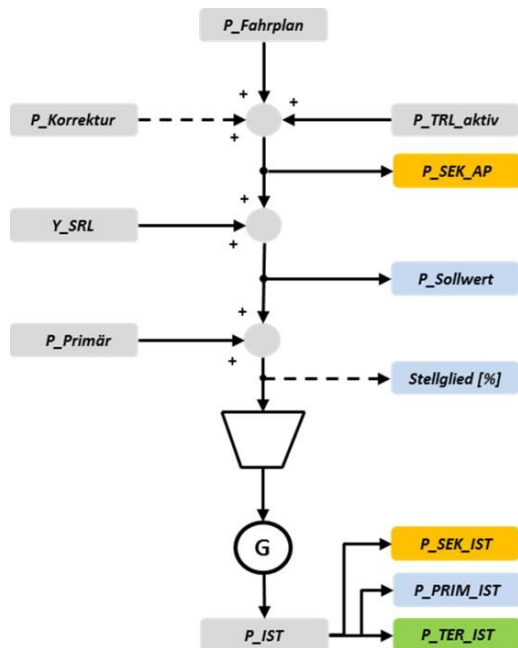 P_Fahrplan
+
+
P_Korrektur
P_TRL_aktiv
+
P_SEK_AP
+
Y_SRL
+
P_Sollwert
+
P_Primär
+
Stellglied [%]
G
P_SEK_IST
P_PRIM_IST
P_IST
P_TER_IST